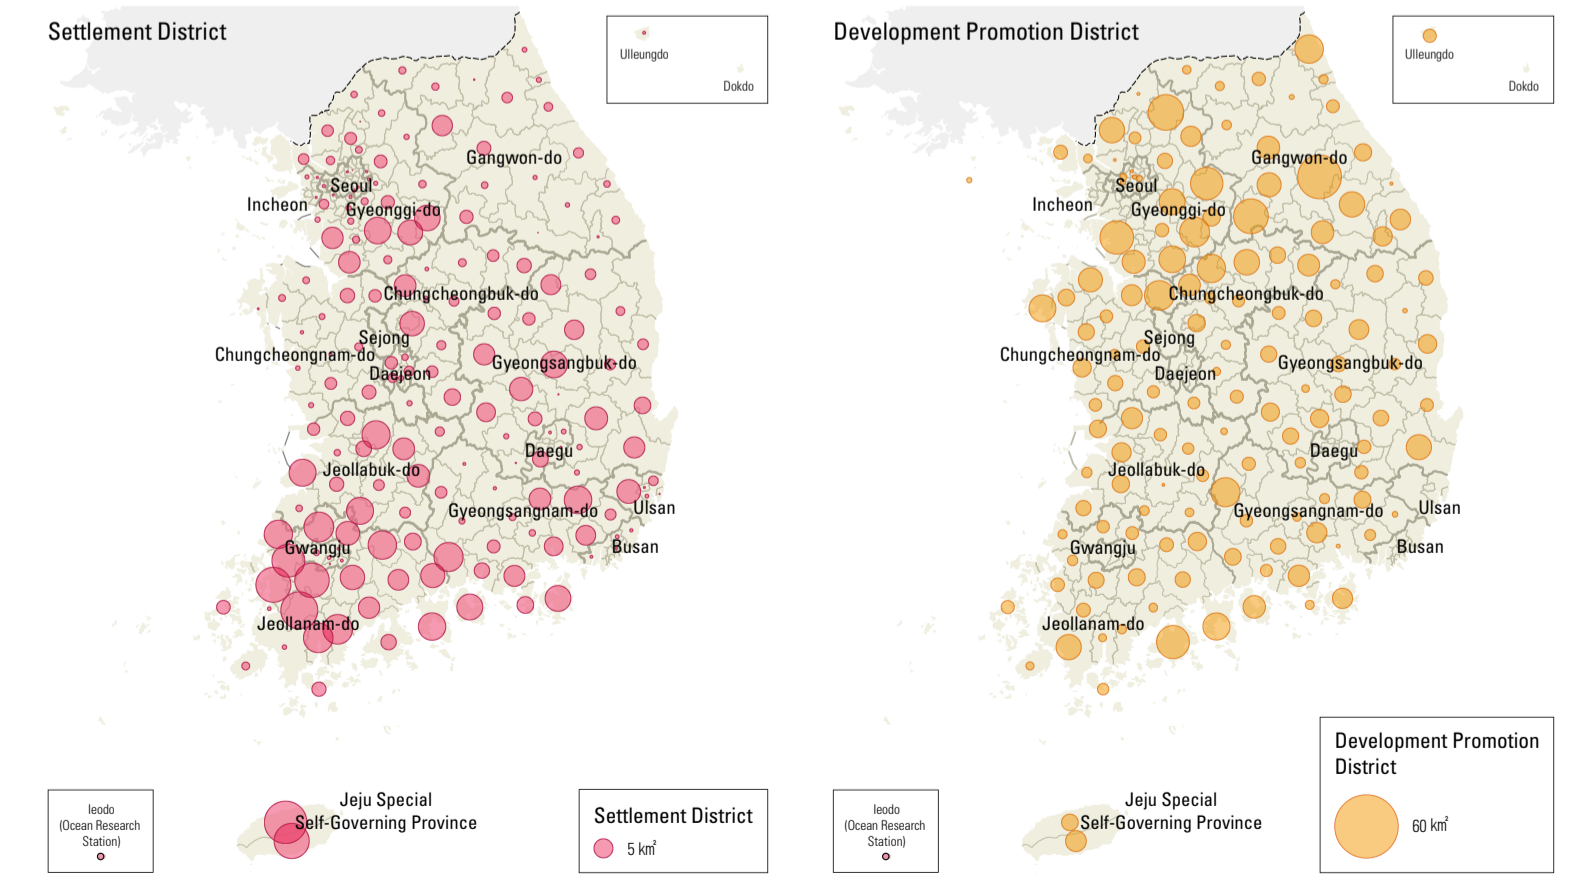 Settlement District
Ulleungdo
Dokdo
Gangwon-do
Seoul
Incheon
Gyeonggi-do
Chungcheongbuk-do
Sejong
Chungcheongnam-do
Gyeongsangbuk-do
Daejeon
Daegu
Jeollabuk-do
Gyeongsangnam-do
Ulsan
Gwangju
Busan
Jeollanam-do
Ieodo
(Ocean Research
Station)
Jeju Special
Self-Governing Province
Settlement District
5 km²
Development Promotion District
Ulleungdo
Dokdo
Gangwon-do
Seoul
Incheon
Gyeonggi-do
Chungcheongbuk-do
Sejong
Chungcheongnam-do
Gyeongsangbuk-do
Daejeon
Daegu
Jeollabuk-do
Gyeongsangnam-do
Ulsan
Gwangju
Busan
Jeollanam-do
Ieodo
(Ocean Research
Station)
Jeju Special
Self-Governing Province
Development Promotion
District
60 km²